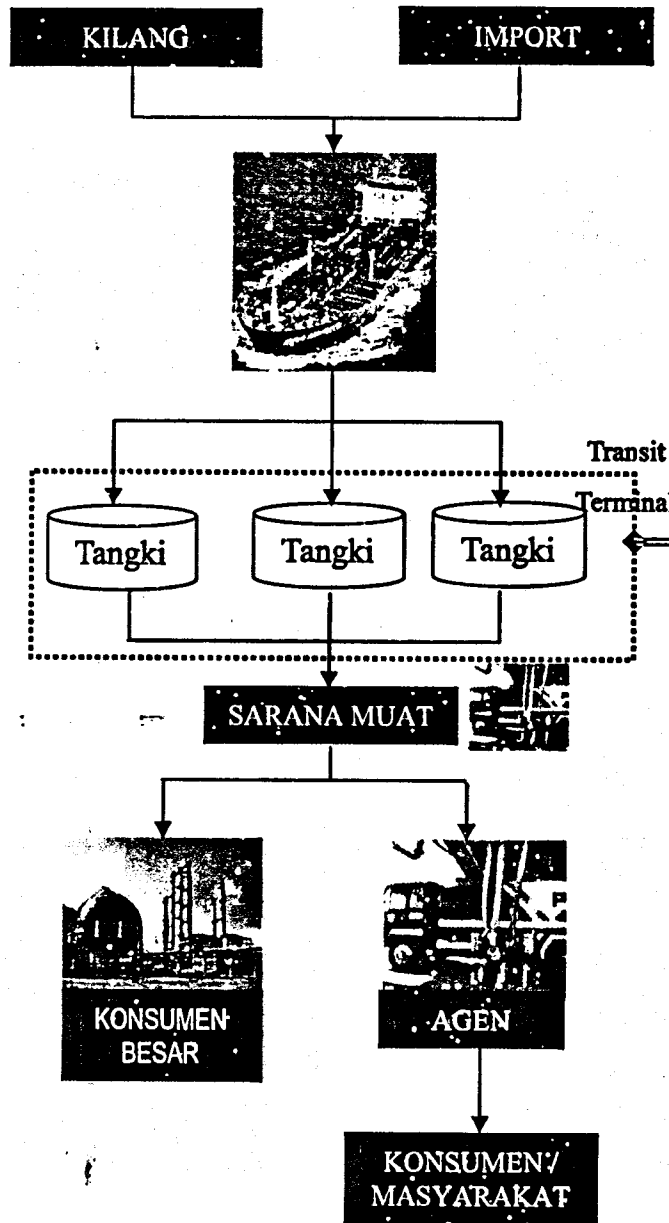 KILANG
IMPORT
Transit
Terminal
Tangki
Tangki
Tangki
SARANA MUAT
KONSUMEN
BESAR
AGEN
KONSUMEN /
MASYARAKAT